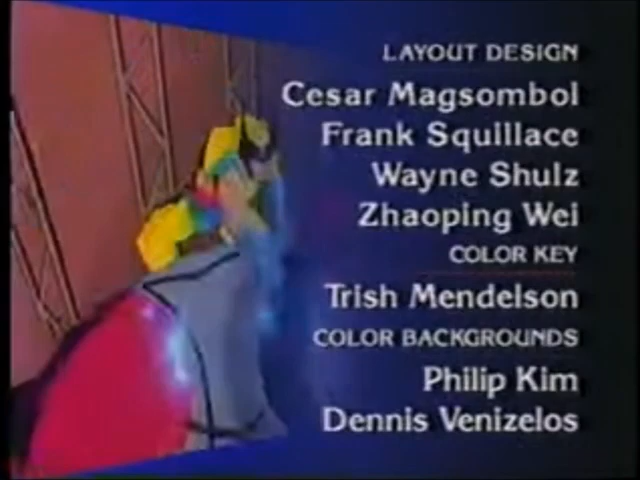 LAYOUT DESIGN
Cesar Magsombol
Frank Squillace
Wayne Shulz
Zhaoping Wei
COLOR KEY
Trish Mendelson
COLOR BACKGROUNDS
Philip Kim
Dennis Venizelos